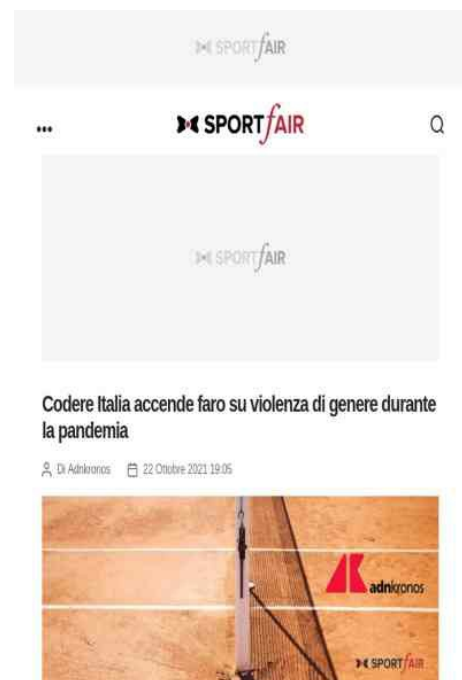 SPORTfAIR
••• SPORTfAIR
SPORTfAIR
Codere Italia accende faro su violenza di genere durante
la pandemia
Di Adnkronos 22 Ottobre 2021 19:05
adnkronos
SPORTfAIR